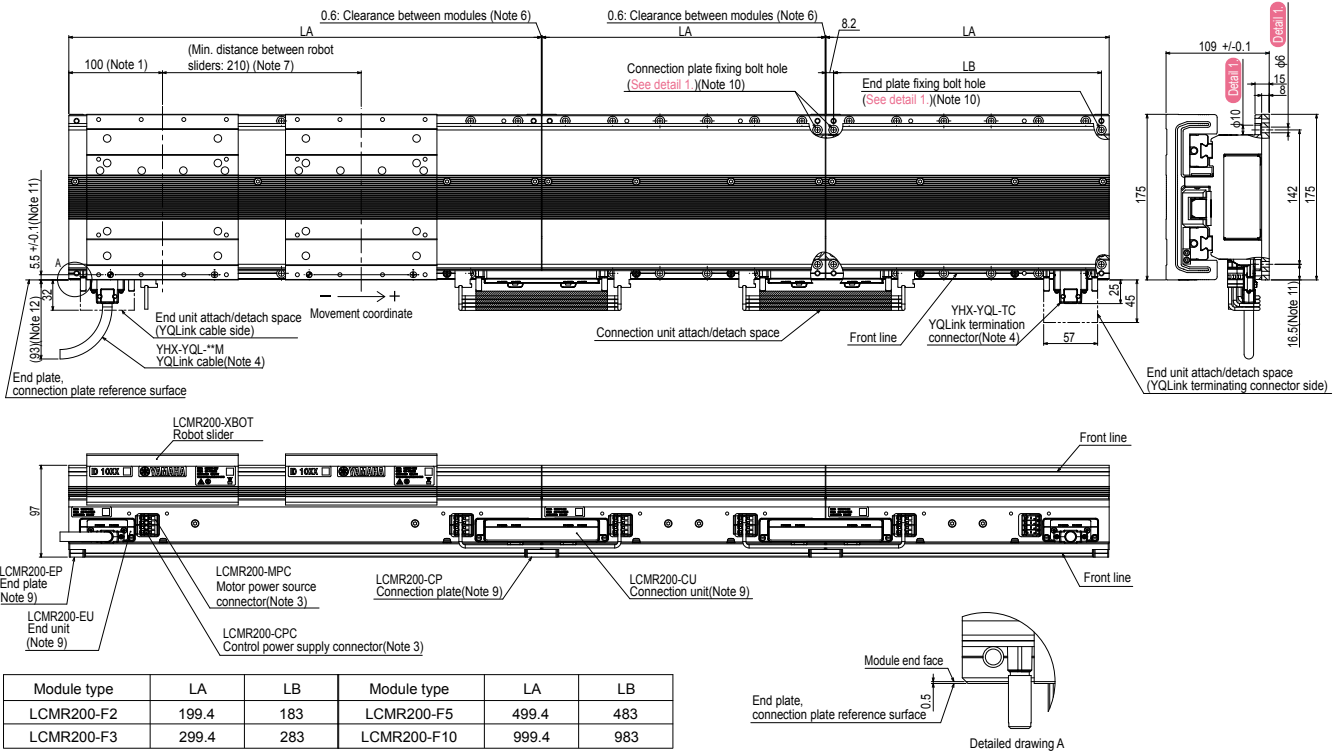 0.6: Clearance between modules (Note 6)
0.6: Clearance between modules (Note 6)
LA
LA
LA
8.2
100 (Note 1)
(Min. distance between robot
sliders: 210) (Note 7)
Connection plate fixing bolt hole
(See detail 1.)(Note 10)
LB
End plate fixing bolt hole
(See detail 1.)(Note 10)
109 +/-0.1
Detail 1.
Detail 1.
φ6
15
8
φ10
175
142
175
16.5(Note 11)
5.5 +/-0.1(Note 11)
A
32
(93)(Note 12)
End unit attach/detach space
(YQLink cable side)
YHX-YQL-**M
YQLink cable(Note 4)
End plate,
connection plate reference surface
− +
Movement coordinate
Connection unit attach/detach space
Front line
YHX-YQL-TC
YQLink termination
connector(Note 4)
25
45
57
End unit attach/detach space
(YQLink terminating connector side)
LCMR200-XBOT
Robot slider
ID 10XX
YAMAHA
ID 10XX
YAMAHA
Front line
97
LCMR200-EP
End plate
(Note 9)
LCMR200-EU
End unit
(Note 9)
LCMR200-MPC
Motor power source
connector(Note 3)
LCMR200-CPC
Control power supply connector(Note 3)
LCMR200-CP
Connection plate(Note 9)
LCMR200-CU
Connection unit(Note 9)
Front line
Module type LA LB Module type LA LB
LCMR200-F2 199.4 183 LCMR200-F5 499.4 483
LCMR200-F3 299.4 283 LCMR200-F10 999.4 983
Module end face
End plate,
connection plate reference surface
0.5
Detailed drawing A